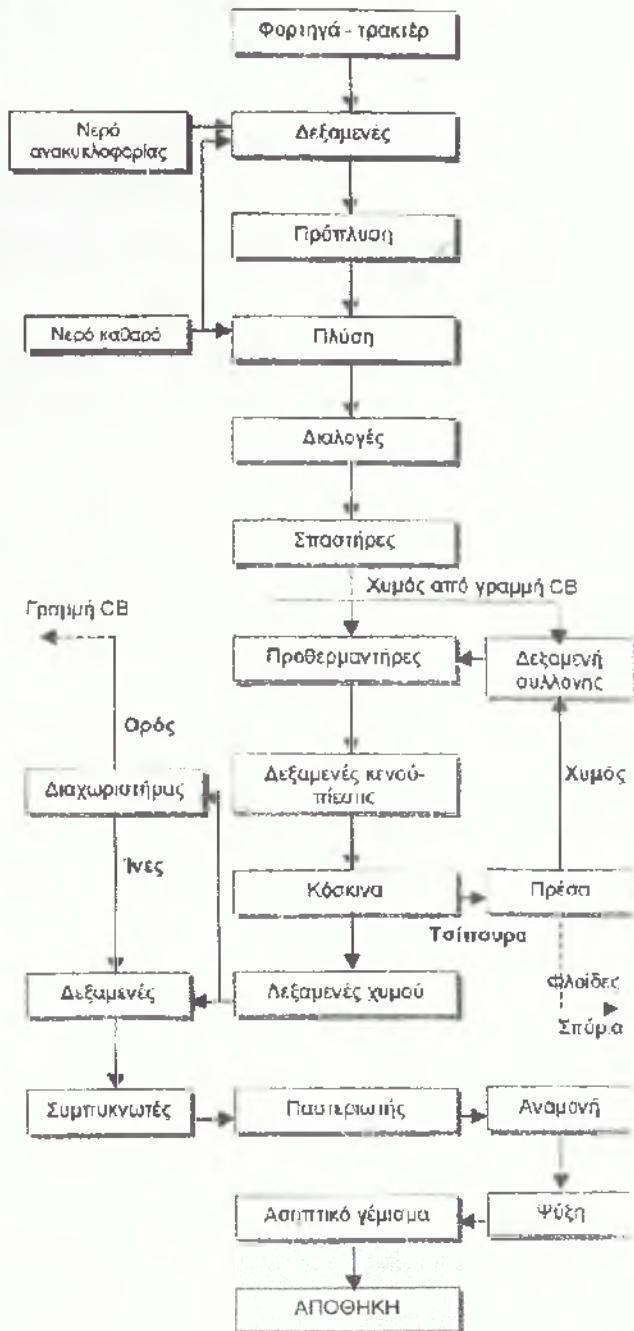 Φορτηγά - τρακτέρ
Νερό
ανακυκλοφορίας
Δεξαμενές
Πρόπλυση
Νερό καθαρό
Πλύση
Διαλογές
Σπαστήρες
Χυμός από γραμμή CB
Γραμμή CB
Προθερμαντήρες
Δεξαμενή
συλλογής
Ορός
Χυμός
Διαχωριστήρας
Δεξαμενές κενού-
πίεσης
Ίνες
Κόσκινα
Πρέσα
Τσίπουρα
Δεξαμενές
Δεξαμενές χυμού
Φλοίδες
Σπόρια
Συμπυκνωτές
Παστεριωτής
Αναμονή
Ασηπτικό γέμισμα
Ψύξη
ΑΠΟΘΗΚΗ